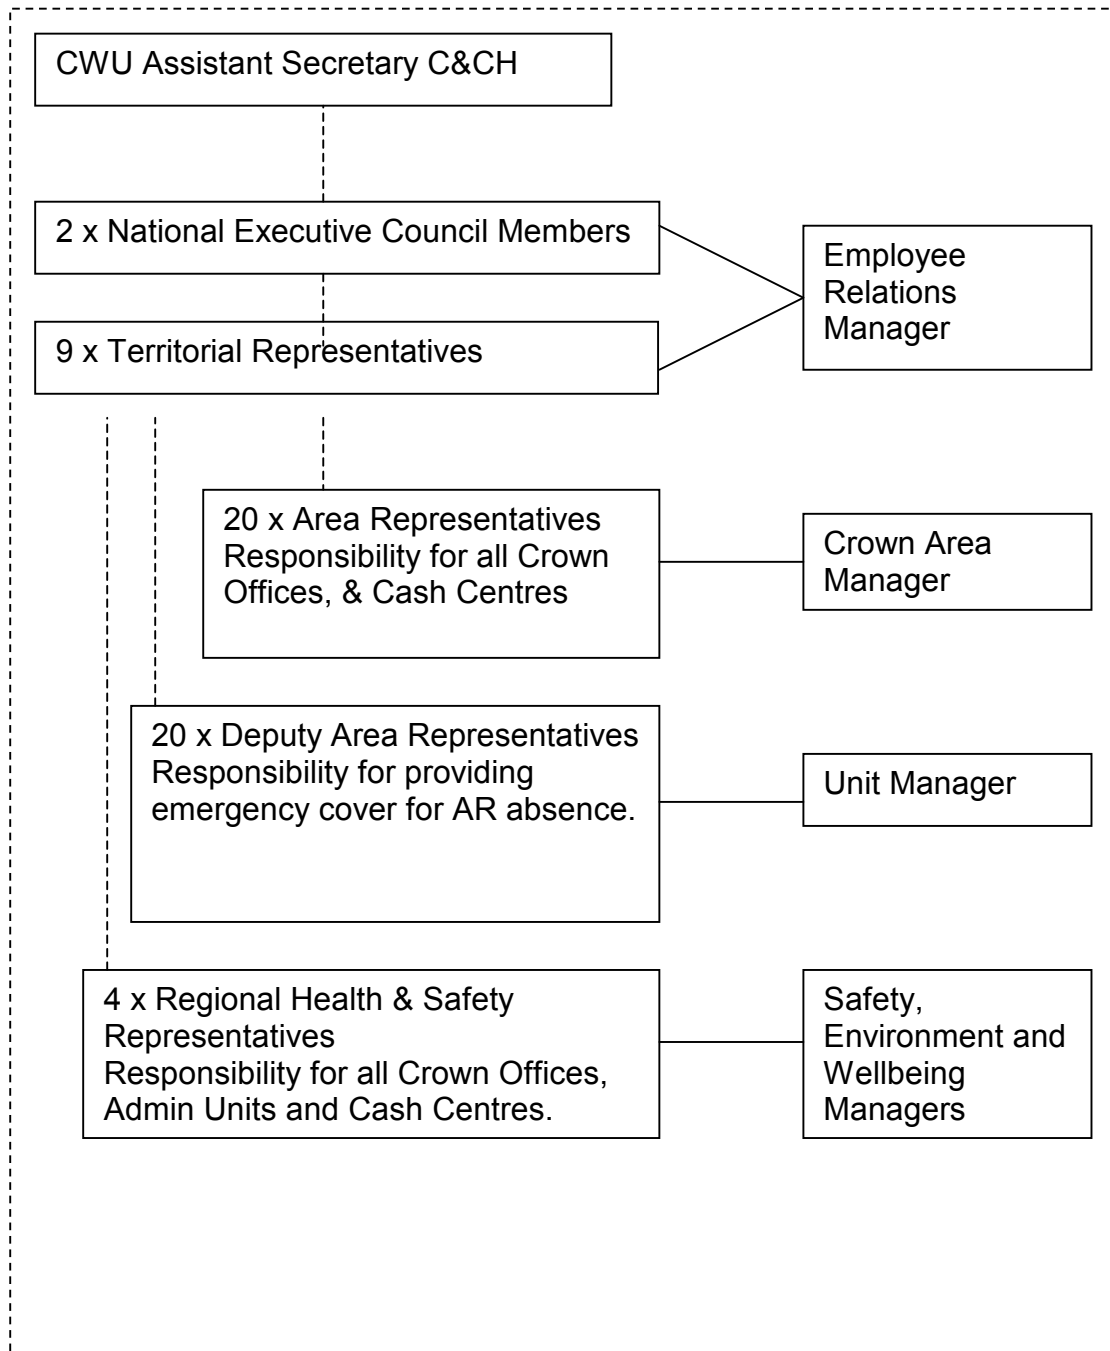 CWU Assistant Secretary C&CH
2 x National Executive Council Members
Employee
Relations
Manager
9 x Territorial Representatives
20 x Area Representatives
Responsibility for all Crown
Offices, & Cash Centres
Crown Area
Manager
20 x Deputy Area Representatives
Responsibility for providing
emergency cover for AR absence.
Unit Manager
4 x Regional Health & Safety
Representatives
Responsibility for all Crown Offices,
Admin Units and Cash Centres.
Safety,
Environment and
Wellbeing
Managers